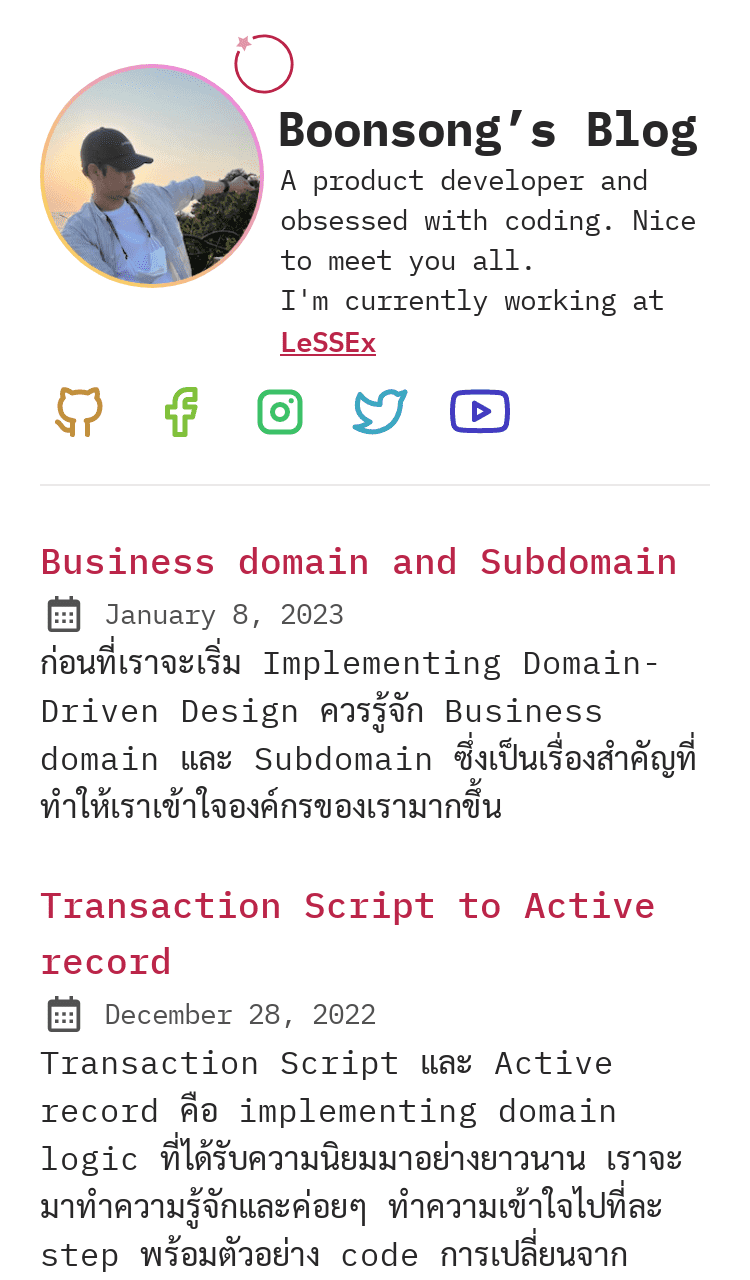 Boonsong’s Blog
A product developer and
obsessed with coding. Nice
to meet you all.
I'm currently working at
LeSSEx
Business domain and Subdomain
January 8, 2023
ก่อนที่เราจะเริ่ม Implementing Domain-
Driven Design ควรรู้จัก Business
domain และ Subdomain ซึ่งเป็นเรื่องสำคัญที่
ทำให้เราเข้าใจองค์กรของเรามากขึ้น
Transaction Script to Active
record
December 28, 2022
Transaction Script และ Active
record คือ implementing domain
logic ที่ได้รับความนิยมมาอย่างยาวนาน เราจะ
มาทำความรู้จักและค่อยๆ ทำความเข้าใจไปที่ละ
step พร้อมตัวอย่าง code การเปลี่ยนจาก